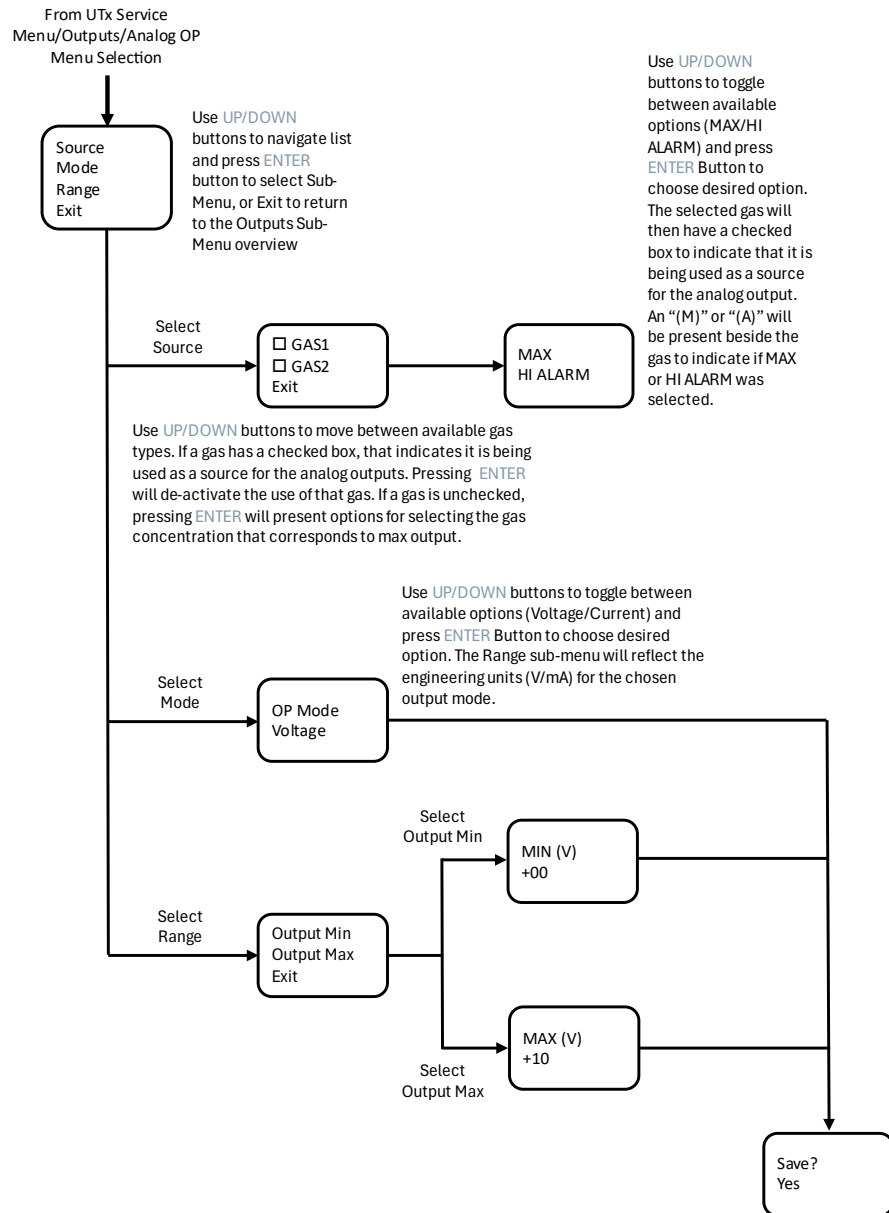 From UTx Service
Menu/Outputs/Analog OP
Menu Selection
Source
Mode
Range
Exit
Use UP/DOWN
buttons to navigate list
and press ENTER
button to select Sub-
Menu, or Exit to return
to the Outputs Sub-
Menu overview
Use UP/DOWN
buttons to toggle
between available
options (MAX/HI
ALARM) and press
ENTER Button to
choose desired option.
The selected gas will
then have a checked
box to indicate that it is
being used as a source
for the analog output.
An “(M)” or “(A)” will
be present beside the
gas to indicate if MAX
or HI ALARM was
selected.
Select
Source
☐ GAS1
☐ GAS2
Exit
MAX
HI ALARM
Use UP/DOWN buttons to move between available gas
types. If a gas has a checked box, that indicates it is being
used as a source for the analog outputs. Pressing ENTER
will de-activate the use of that gas. If a gas is unchecked,
pressing ENTER will present options for selecting the gas
concentration that corresponds to max output.
Use UP/DOWN buttons to toggle between
available options (Voltage/Current) and
press ENTER Button to choose desired
option. The Range sub-menu will reflect the
engineering units (V/mA) for the chosen
output mode.
Select
Mode
OP Mode
Voltage
Select
Output Min
MIN (V)
+00
Select
Range
Output Min
Output Max
Exit
MAX (V)
+10
Select
Output Max
Save?
Yes